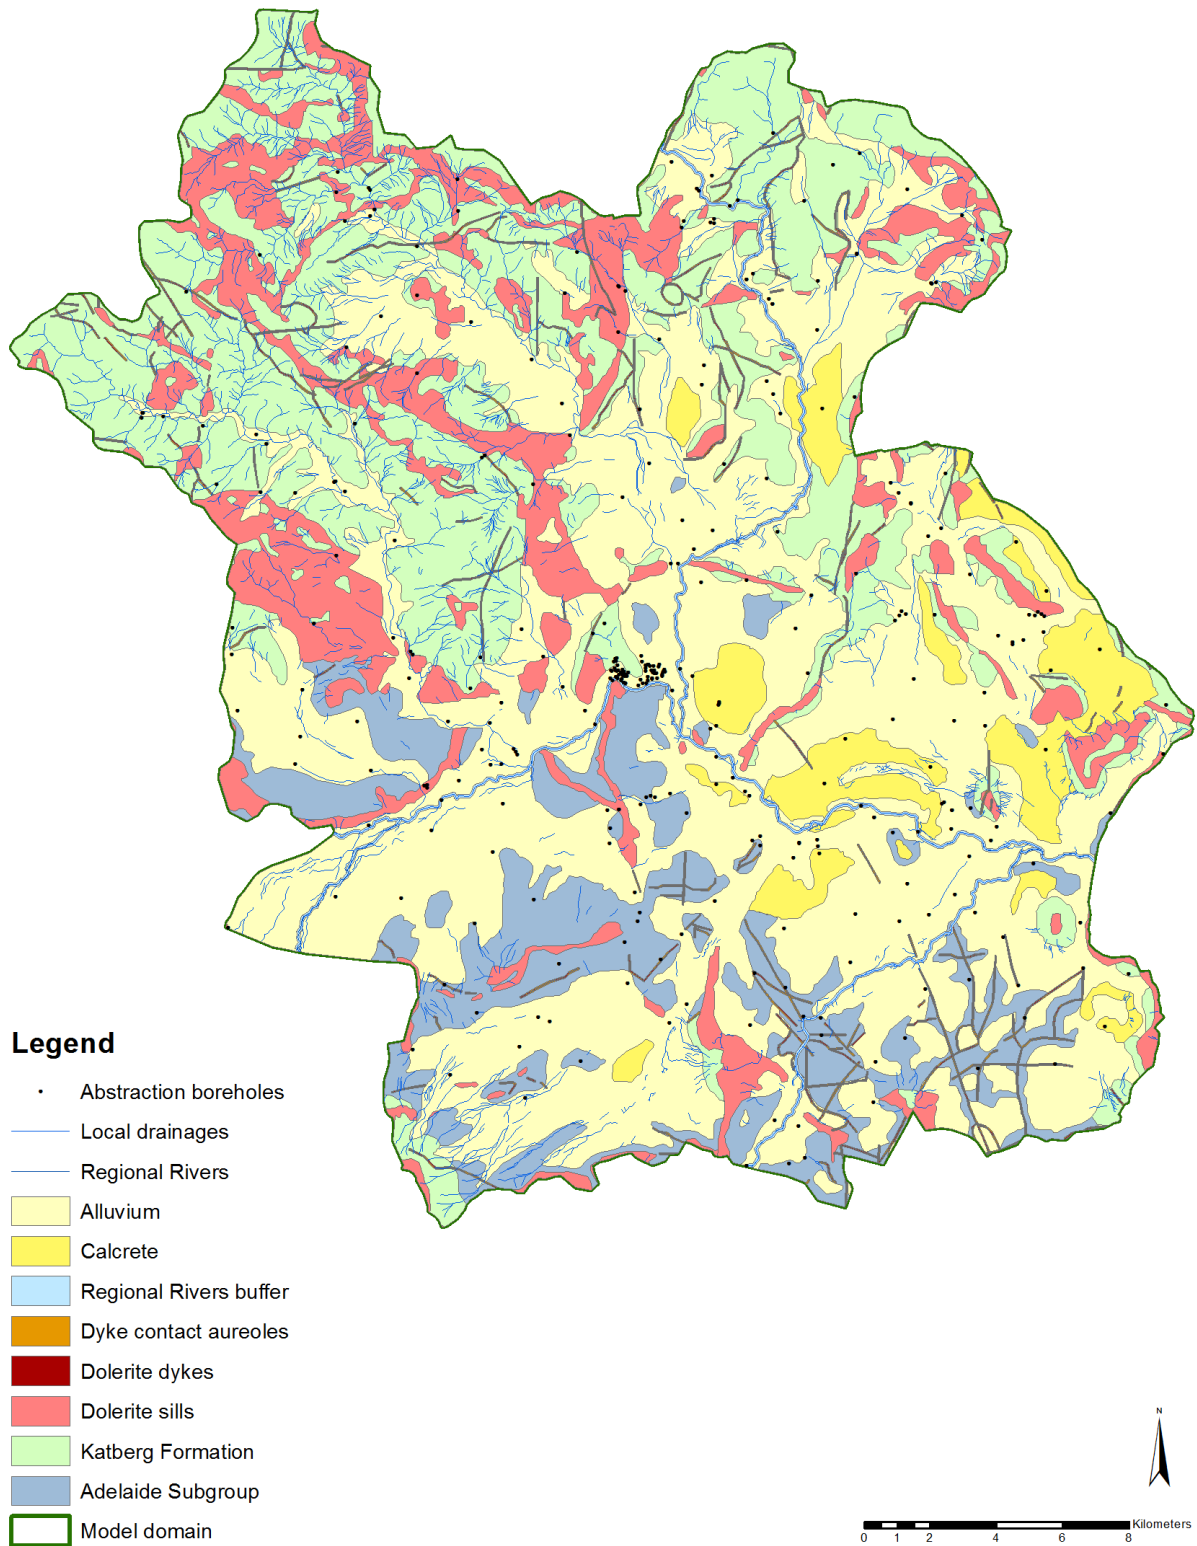 Legend
Abstraction boreholes
Local drainages
Regional Rivers
Alluvium
Calcrete
Regional Rivers buffer
Dyke contact aureoles
Dolerite dykes
Dolerite sills
Katberg Formation
Adelaide Subgroup
Model domain
N
Kilometers
0 1 2 4 6 8